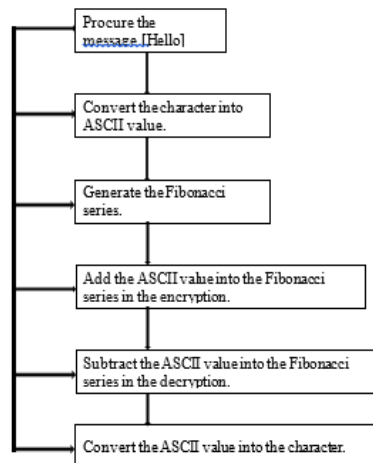 Procure the
message [Hello]
Convert the character into
ASCII value.
Generate the Fibonacci
series.
Add the ASCII value into the Fibonacci
series in the encryption.
Subtract the ASCII value into the Fibonacci
series in the decryption.
Convert the ASCII value into the character.